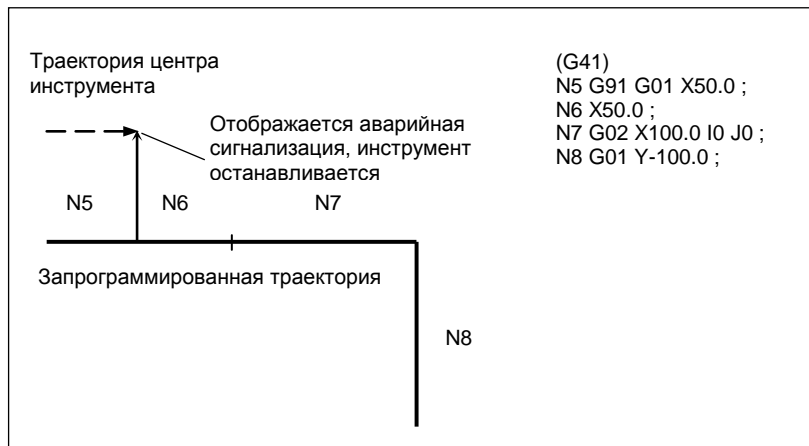 Траектория центра
инструмента
Отображается аварийная
сигнализация, инструмент
останавливается
N5
N6
N7
Запрограммированная траектория
N8
(G41)
N5 G91 G01 X50.0 ;
N6 X50.0 ;
N7 G02 X100.0 I0 J0 ;
N8 G01 Y-100.0 ;